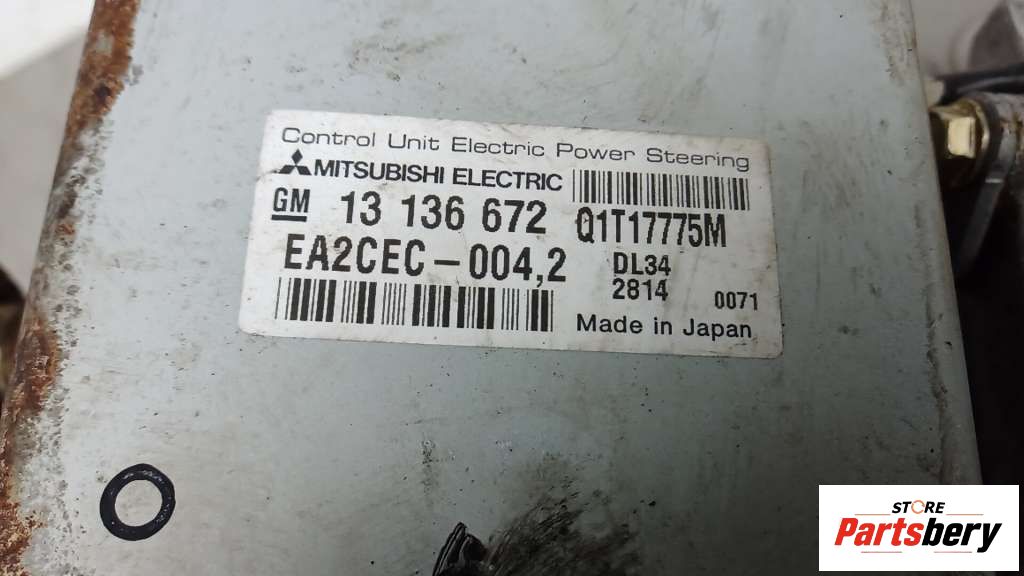 Control Unit Electric Power Steering
MITSUBISHI ELECTRIC
GM 13 136 672 Q1T17775M
EA2CEC-004,2 DL34
2814 0071
Made in Japan
STORE
Partsbery